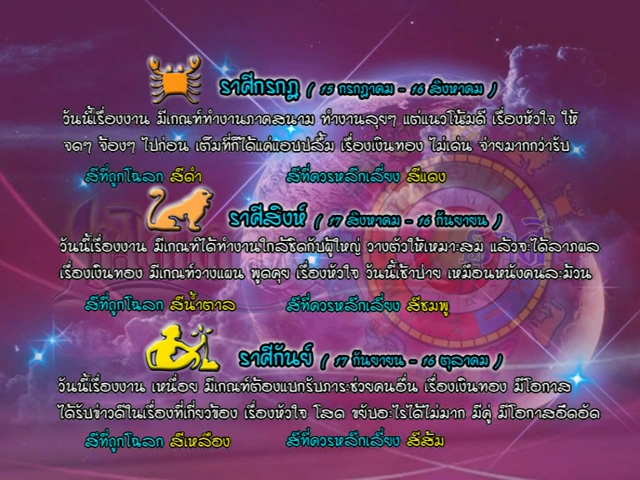 ราศีกรกฎ ( 15 กรกฎาคม - 16 สิงหาคม )
วันนี้เรื่องงาน มีเกณฑ์ทำงานภาคสนาม ทำงานลุยๆ แต่แนวโน้มดี เรื่องหัวใจ ให้
จดๆ จ้องๆ ไปก่อน เต็มที่ก็ได้แค่แอบปลื้ม เรื่องเงินทอง ไม่เด่น จ่ายมากกว่ารับ
สีที่ถูกโฉลก สีดำ สีที่ควรหลีกเลี่ยง สีแดง
ราศีสิงห์ ( 17 สิงหาคม - 16 กันยายน )
วันนี้เรื่องงาน มีเกณฑ์ได้ทำงานใกล้ชิดกับผู้ใหญ่ วางตัวให้เหมาะสม แล้วจะได้ลาภผล
เรื่องเงินทอง มีเกณฑ์วางแผน พูดคุย เรื่องหัวใจ วันนี้เช้าบ่าย เหมือนหนังคนละม้วน
สีที่ถูกโฉลก สีน้ำตาล สีที่ควรหลีกเลี่ยง สีชมพู
ราศีกันย์ ( 17 กันยายน - 16 ตุลาคม )
วันนี้เรื่องงาน เหนื่อย มีเกณฑ์ต้องแบกรับภาระช่วยคนอื่น เรื่องเงินทอง มีโอกาส
ได้รับข่าวดีในเรื่องที่เกี่ยวข้อง เรื่องหัวใจ โสด ขยับอะไรได้ไม่มาก มีคู่ มีโอกาสอึดอัด
สีที่ถูกโฉลก สีเหลือง สีที่ควรหลีกเลี่ยง สีส้ม